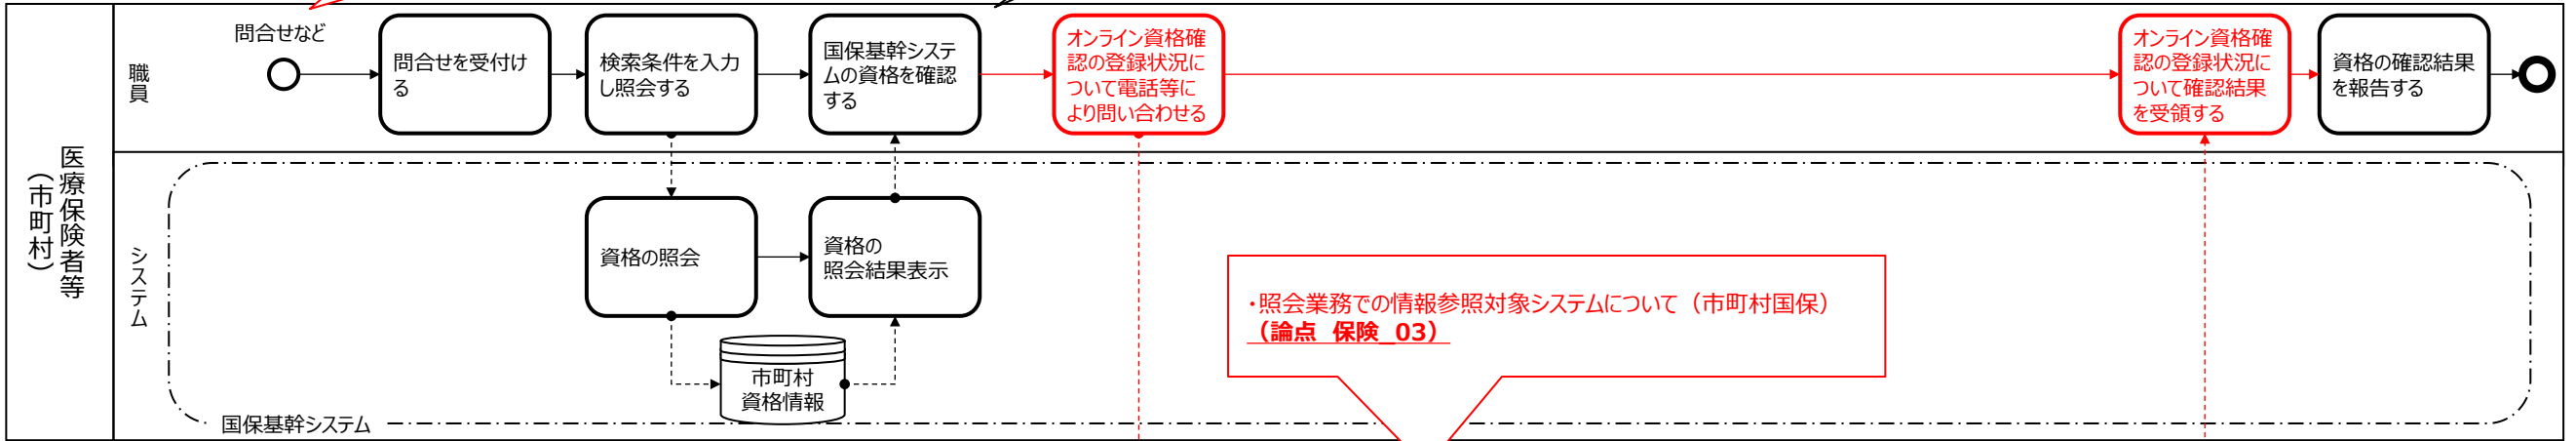 医療保険者等
（市町村）
職員
問合せなど
問合せを受付け
る
検索条件を入力
し照会する
国保基幹システ
ムの資格を確認
する
オンライン資格確
認の登録状況に
ついて電話等に
より問い合わせる
オンライン資格確
認の登録状況に
ついて確認結果
を受領する
資格の確認結果
を報告する
システム
資格の照会
資格の
照会結果表示
市町村
資格情報
国保基幹システム
・照会業務での情報参照対象システムについて（市町村国保）
（論点　保険_03）